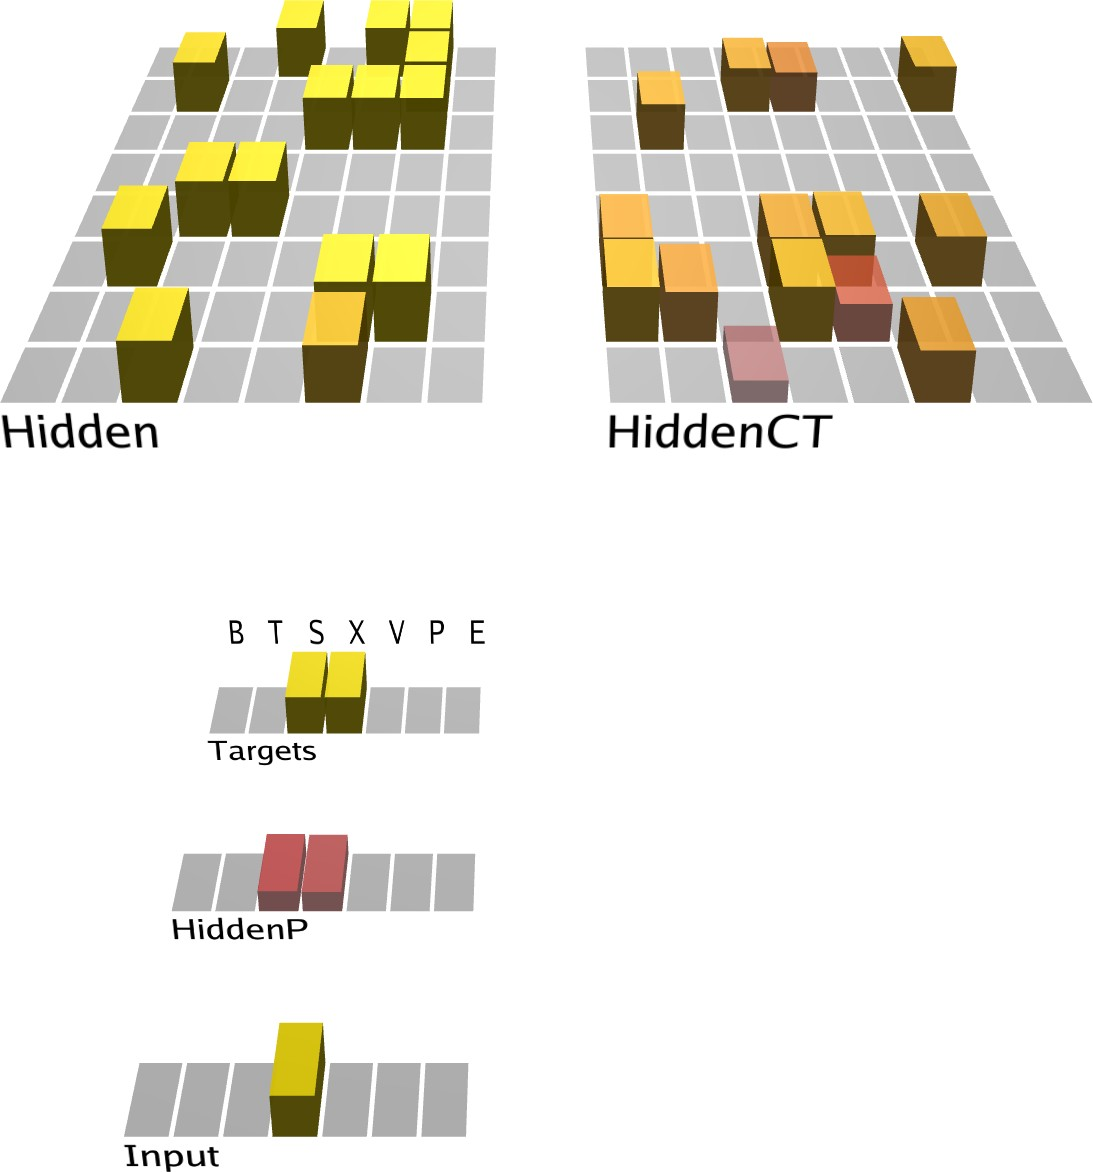 Hidden HiddenCT
B T S X V P E
Targets
HiddenP
Input